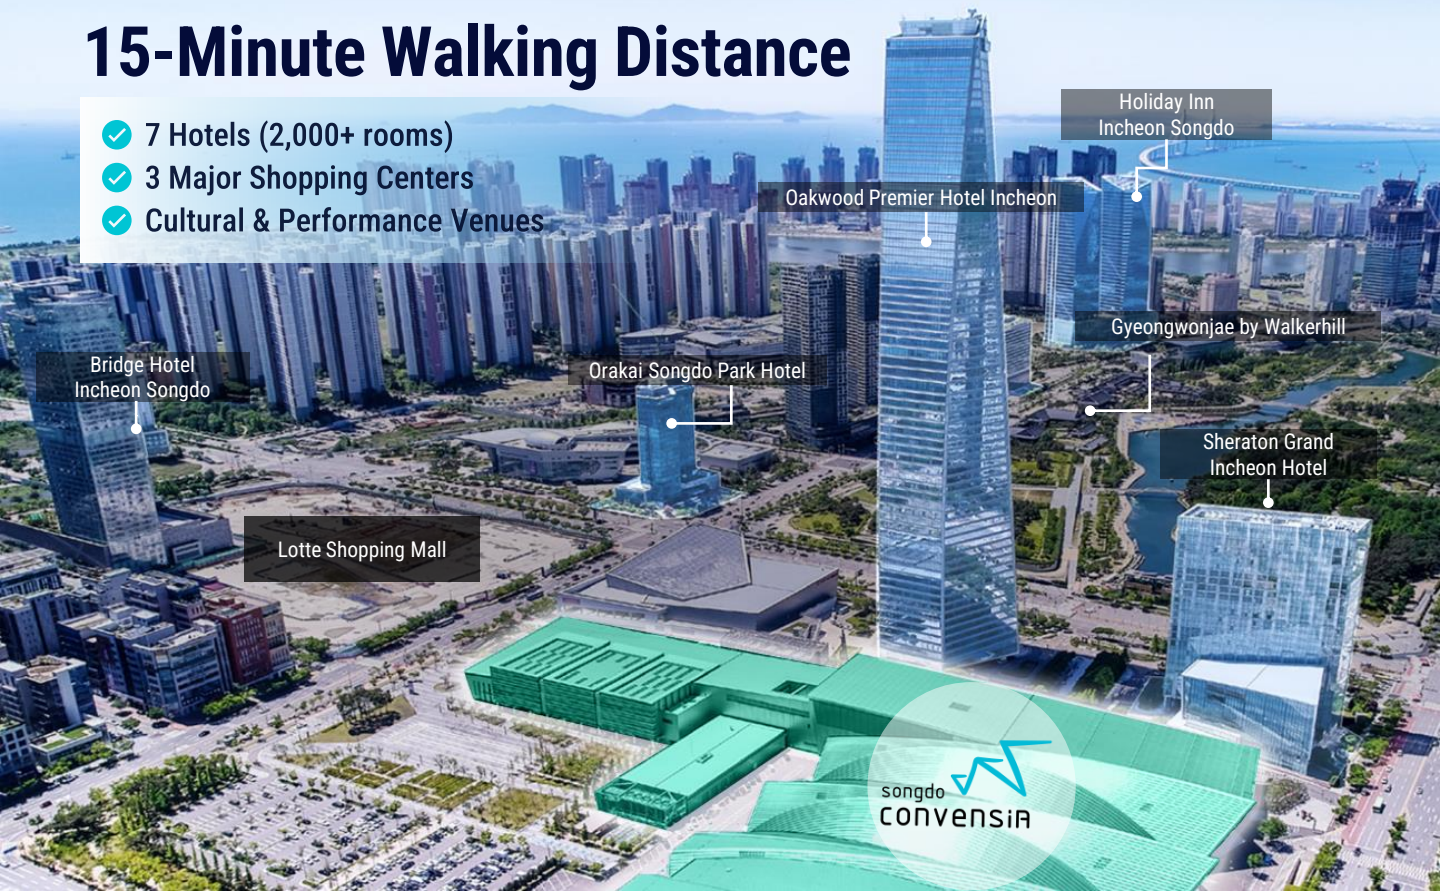 15-Minute Walking Distance
7 Hotels (2,000+ rooms)
3 Major Shopping Centers
Cultural & Performance Venues
Holiday Inn
Incheon Songdo
Oakwood Premier Hotel Incheon
Gyeongwonjae by Walkerhill
Bridge Hotel
Incheon Songdo
Orakai Songdo Park Hotel
Sheraton Grand
Incheon Hotel
Lotte Shopping Mall
songdo
convensia